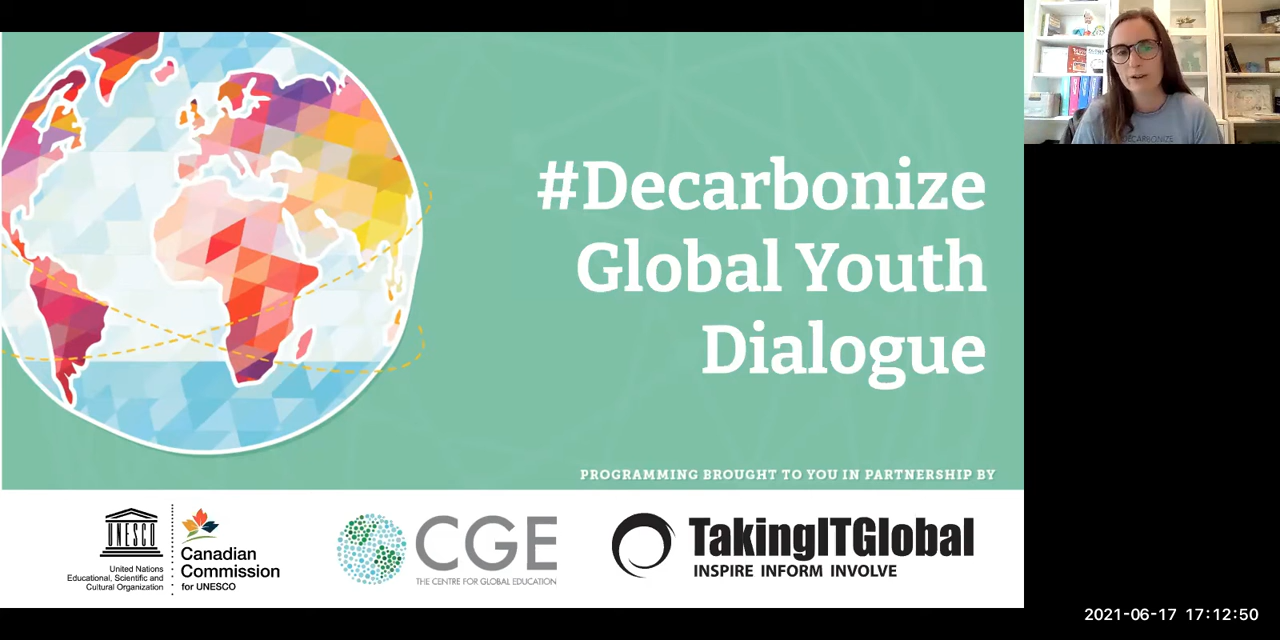 #Decarbonize
Global Youth
Dialogue
PROGRAMMING BROUGHT TO YOU IN PARTNERSHIP BY
UNESCO
United Nations
Educational, Scientific and
Cultural Organization
Canadian
Commission
for UNESCO
CGE
THE CENTRE FOR GLOBAL EDUCATION
TakingITGlobal
INSPIRE INFORM INVOLVE
DECARBONIZE
2021-06-17 17:12:50